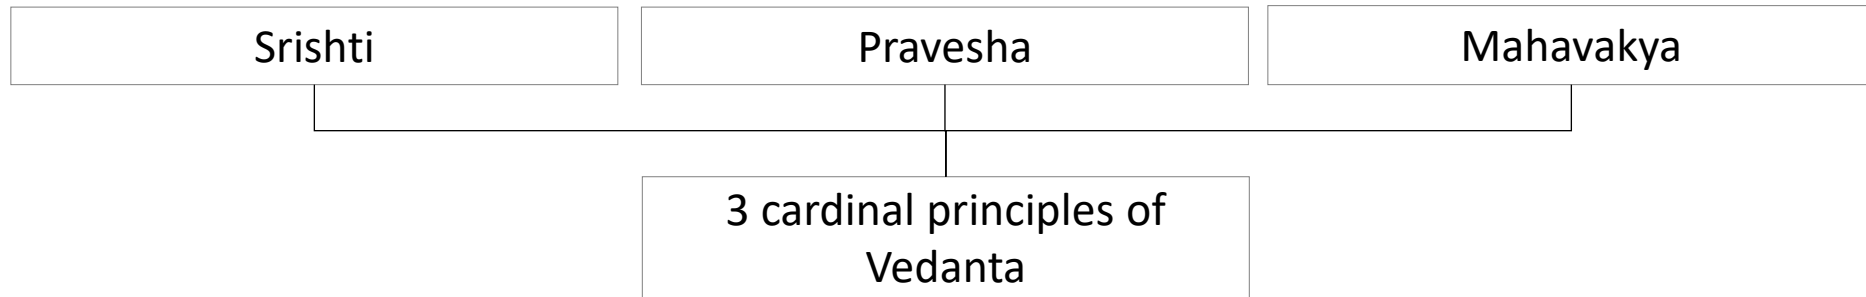 Srishti
Pravesha
Mahavakya
3 cardinal principles of
Vedanta